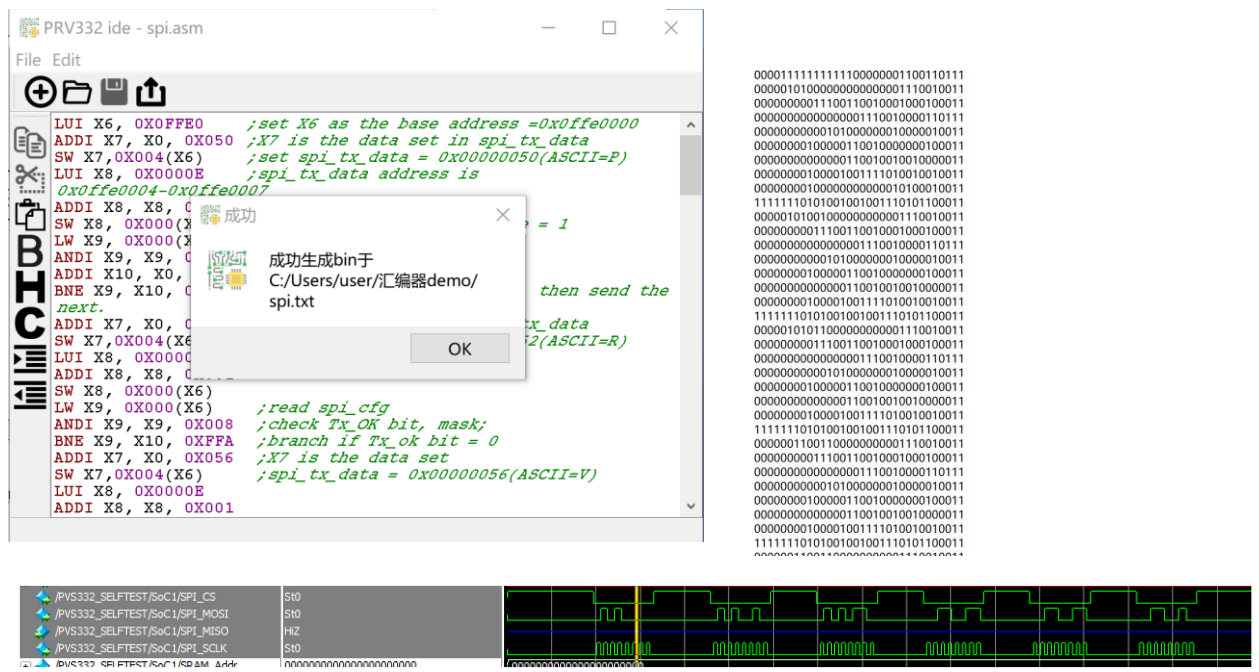 PRV332 ide - spi.asm
File Edit
LUI X6, 0X0FFE0 ;set X6 as the base address =0x0ffe0000
ADDI X7, X0, 0X050 ;X7 is the data set in spi_tx_data
SW X7,0X004(X6) ;set spi_tx_data = 0x00000050(ASCII=P)
LUI X8, 0X0000E ;spi_tx_data address is
0x0ffe0004-0x0ffe0007
ADDI X8, X8,
SW X8, 0X000( = 1
LW X9, 0X000(
ANDI X9, X9,
ADDI X10, X0,
BNE X9, X10, then send the
next.
ADDI X7, X0, data
SW X7,0X004(X6 (ASCII=R)
LUI X8, 0X0000
ADDI X8, X8,
SW X8, 0X000(X6)
LW X9, 0X000(X6) ;read spi_cfg
ANDI X9, X9, 0X008 ;check Tx_OK bit, mask;
BNE X9, X10, 0XFFA ;branch if Tx_ok bit = 0
ADDI X7, X0, 0X056 ;X7 is the data set
SW X7,0X004(X6) ;spi_tx_data = 0x00000056(ASCII=V)
LUI X8, 0X0000E
ADDI X8, X8, 0X001
成功
成功生成bin于
C:/Users/user/汇编器demo/
spi.txt
OK
B
H
C
00001111111111100000001100110111
00000101000000000000001110010011
00000000011100110010001000100011
00000000000000001110010000110111
00000000000101000000010000010011
00000000100000110010000000100011
00000000000000110010010010000011
00000000100001001111010010010011
00000000100000000000010100010011
11111110101001001001110101100011
00000101001000000000001110010011
00000000011100110010001000100011
00000000000000001110010000110111
00000000000101000000010000010011
00000000100000110010000000100011
00000000000000110010010010000011
00000000100001001111010010010011
11111110101001001001110101100011
00000101011000000000001110010011
00000000011100110010001000100011
00000000000000001110010000110111
00000000000101000000010000010011
00000000100000110010000000100011
00000000000000110010010010000011
00000000100001001111010010010011
11111110101001001001110101100011
00000011001100000000001110010011
00000000011100110010001000100011
00000000000000001110010000110111
00000000000101000000010000010011
00000000100000110010000000100011
00000000000000110010010010000011
00000000100001001111010010010011
11111110101001001001110101100011
/PVS332_SELFTEST/SoC1/SPI_CS St0
/PVS332_SELFTEST/SoC1/SPI_MOSI St0
/PVS332_SELFTEST/SoC1/SPI_MISO HiZ
/PVS332_SELFTEST/SoC1/SPI_SCLK St0
/PVS332_SELFTEST/SoC1/SRAM_Addr